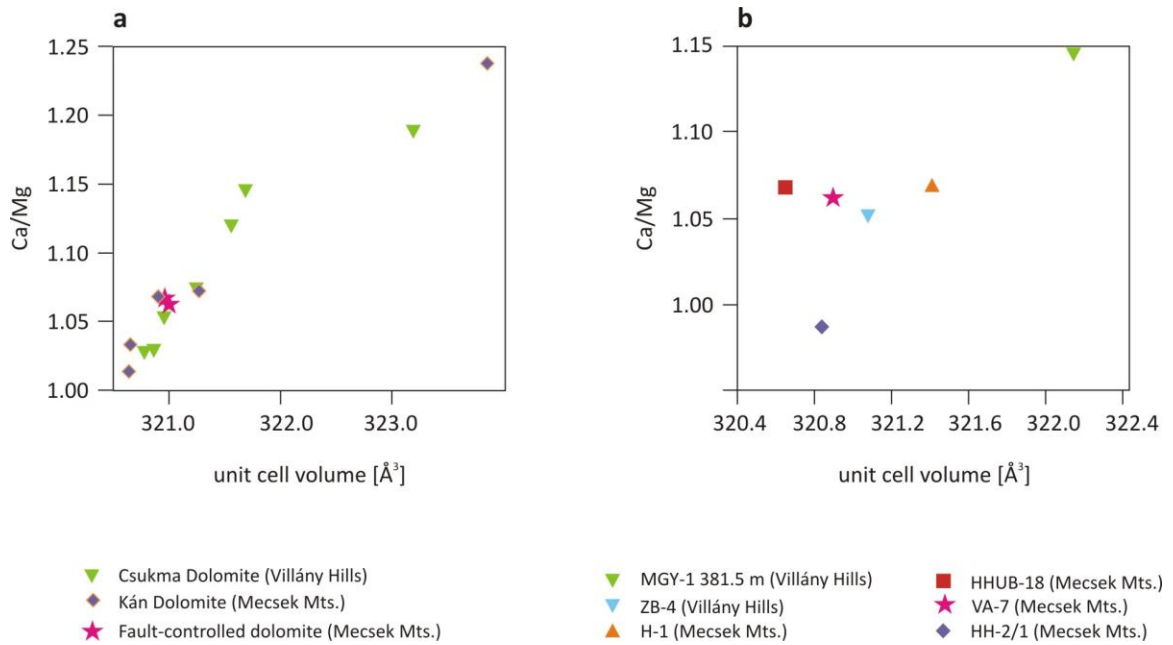 a
1.25
1.20
1.15
1.10
1.05
1.00
Ca/Mg
321.0 322.0 323.0
unit cell volume [Å³]
b
1.15
1.10
1.05
1.00
Ca/Mg
320.4 320.8 321.2 321.6 322.0 322.4
unit cell volume [Å³]
Csukma Dolomite (Villány Hills)
Kán Dolomite (Mecsek Mts.)
Fault-controlled dolomite (Mecsek Mts.)
MGY-1 381.5 m (Villány Hills)
ZB-4 (Villány Hills)
H-1 (Mecsek Mts.)
HHUB-18 (Mecsek Mts.)
VA-7 (Mecsek Mts.)
HH-2/1 (Mecsek Mts.)